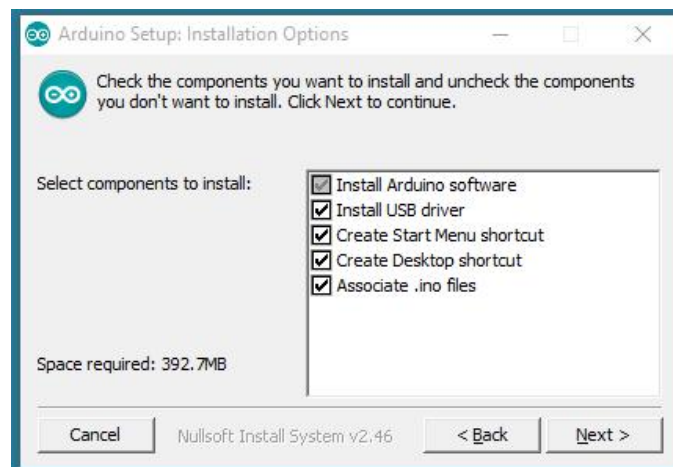 Arduino Setup: Installation Options
Check the components you want to install and uncheck the components
you don't want to install. Click Next to continue.
Select components to install:
Install Arduino software
Install USB driver
Create Start Menu shortcut
Create Desktop shortcut
Associate .ino files
Space required: 392.7MB
Cancel
Nullsoft Install System v2.46
< Back
Next >